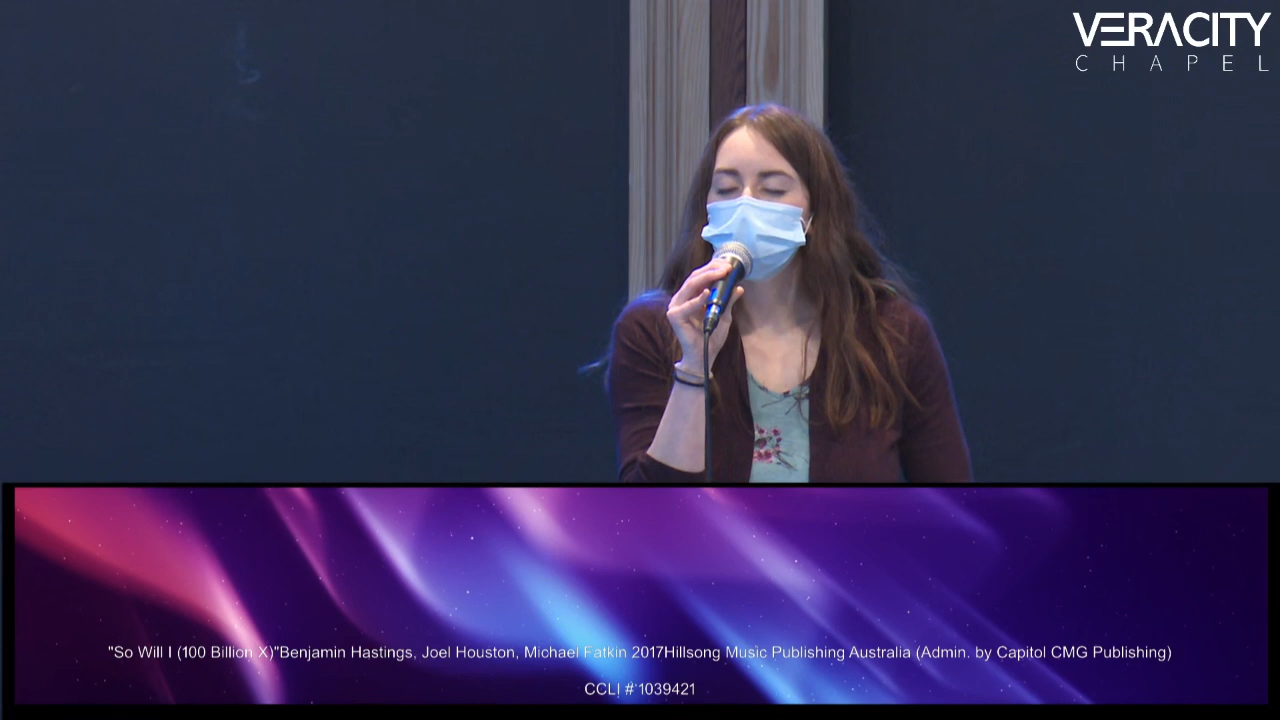 VERACITY
CHAPEL
"So Will I (100 Billion X)"Benjamin Hastings, Joel Houston, Michael Fatkin 2017Hillsong Music Publishing Australia (Admin. by Capitol CMG Publishing)
CCLI # 1039421